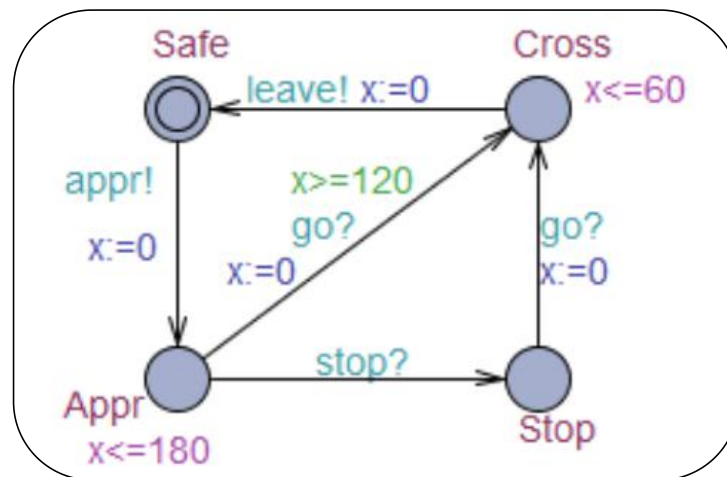 Safe
Cross
leave! x:=0
x<=60
appr!
x>=120
go?
go?
x:=0
x:=0
x:=0
stop?
Appr
Stop
x<=180